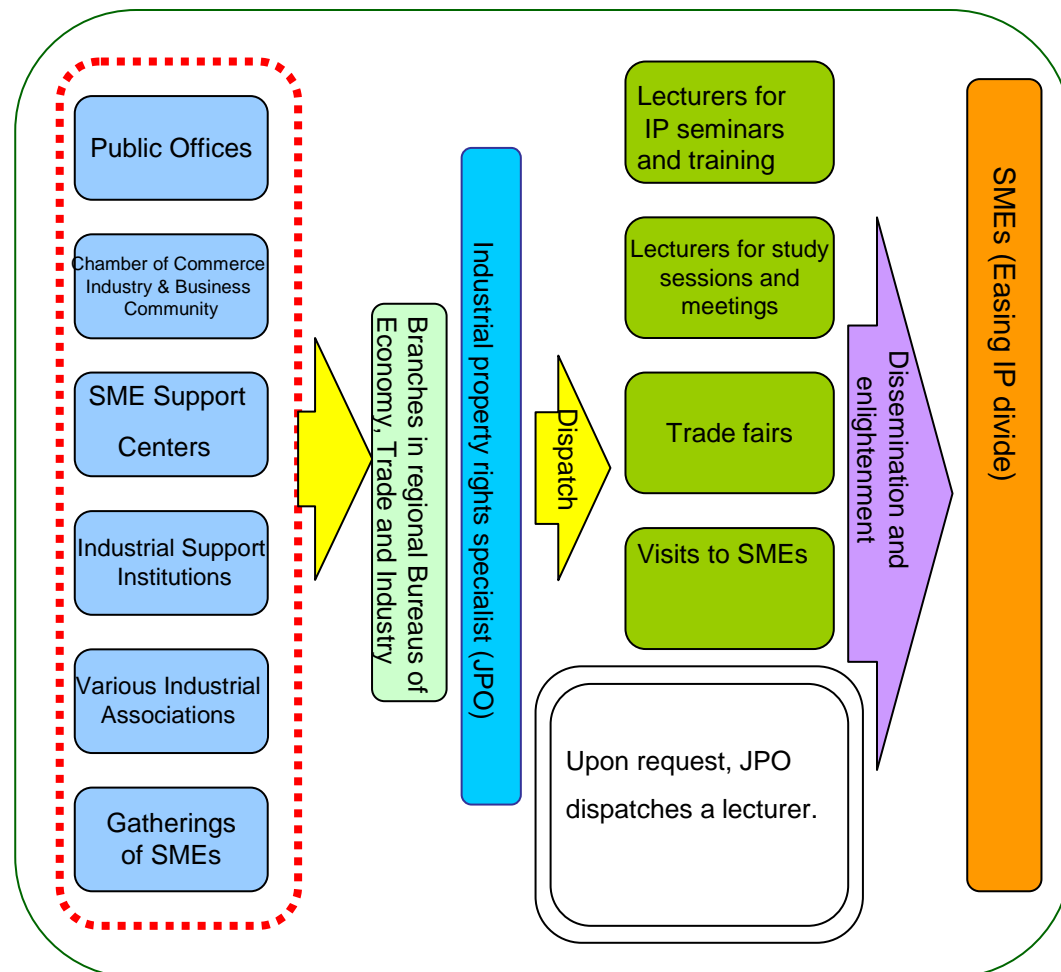 Public Offices
Chamber of Commerce
Industry & Business
Community
SME Support
Centers
Industrial Support
Institutions
Various Industrial
Associations
Gatherings
of SMEs
Branches in regional Bureaus of
Economy, Trade and Industry
Industrial property rights specialist (JPO)
Dispatch
Lecturers for
IP seminars
and training
Lecturers for study
sessions and
meetings
Trade fairs
Visits to SMEs
Upon request, JPO
dispatches a lecturer.
Dissemination and
enlightenment
SMEs (Easing IP divide)